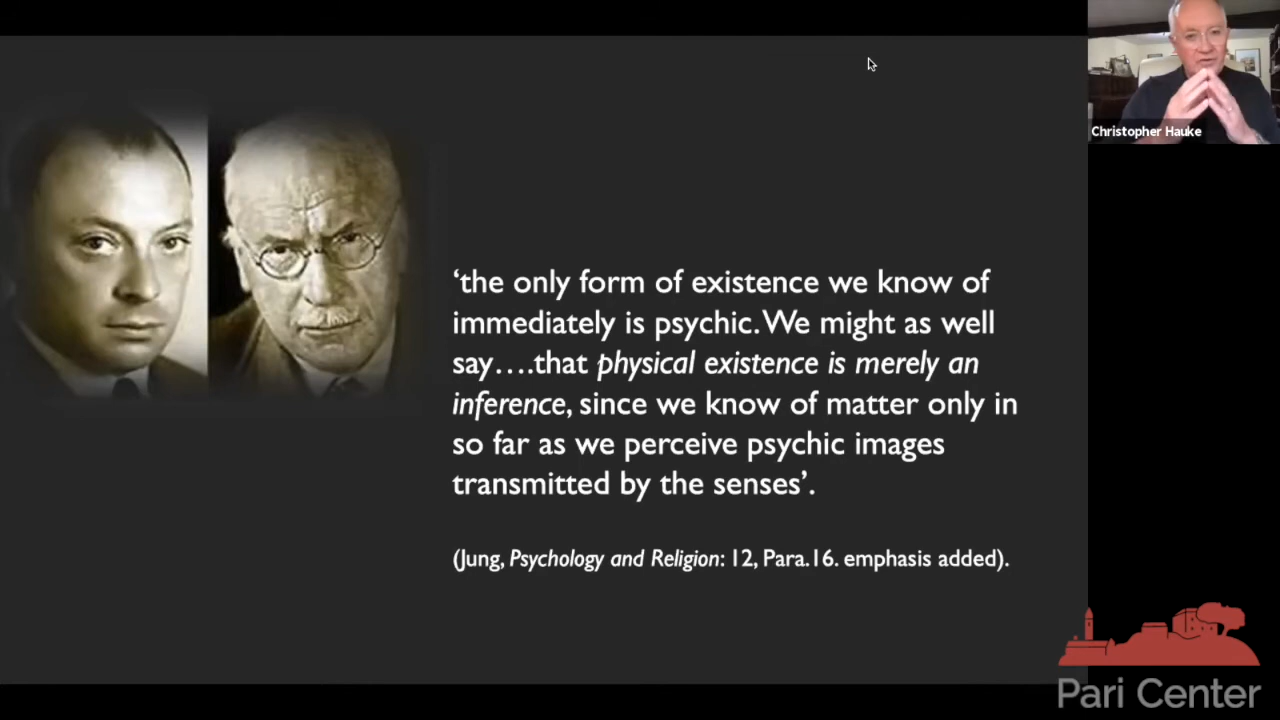 Christopher Hauke
‘the only form of existence we know of
immediately is psychic. We might as well
say….that physical existence is merely an
inference, since we know of matter only in
so far as we perceive psychic images
transmitted by the senses’.
(Jung, Psychology and Religion: 12, Para.16. emphasis added).
Pari Center